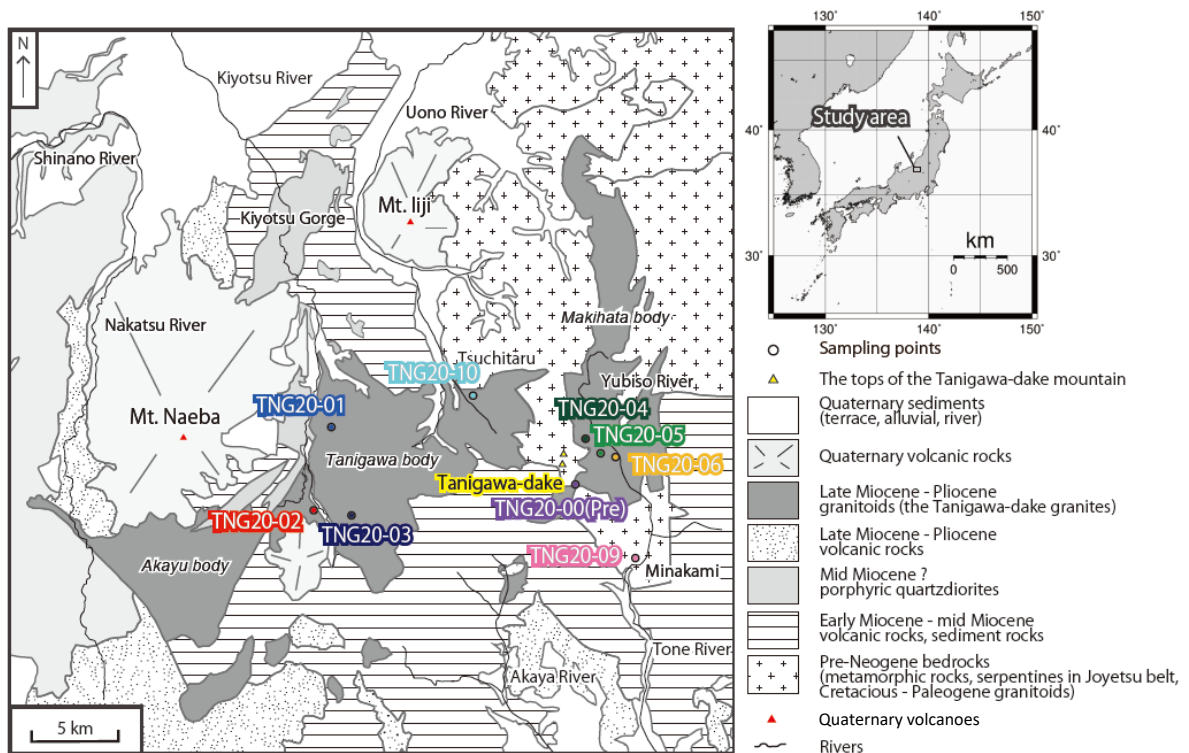 N
Kiyotsu River
Uono River
Shinano River
Kiyotsu Gorge
Mt. Iiji
Nakatsu River
Makihata body
Tsuchitaru
TNG20-10
Yubiso River
TNG20-01
TNG20-04
Mt. Naeba
TNG20-05
Tanigawa body
TNG20-06
Tanigawa-dake
TNG20-00(Pre)
TNG20-02
TNG20-03
TNG20-09
Akayu body
Minakami
Tone River
Akaya River
5 km
130°
140°
150°
Study area
40°
40°
km
0
500
30°
30°
130°
140°
150°
Sampling points
The tops of the Tanigawa-dake mountain
Quaternary sediments
(terrace, alluvial, river)
Quaternary volcanic rocks
Late Miocene - Pliocene
granitoids (the Tanigawa-dake granites)
Late Miocene - Pliocene
volcanic rocks
Mid Miocene ?
porphyric quartzdiorites
Early Miocene - mid Miocene
volcanic rocks, sediment rocks
Pre-Neogene bedrocks
(metamorphic rocks, serpentines in Joyetsu belt,
Cretacious - Paleogene granitoids)
Quaternary volcanoes
Rivers